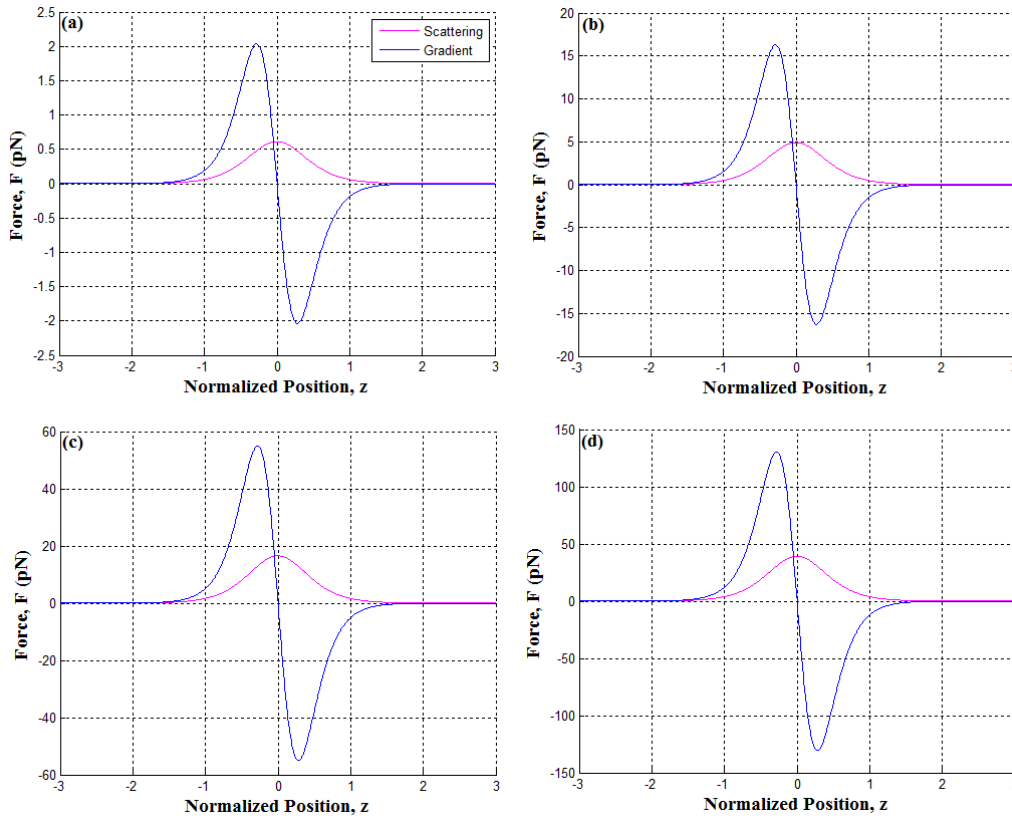 (a)
Scattering
Gradient
2.5
2
1.5
1
0.5
0
-0.5
-1
-1.5
-2
-2.5
Force, F (pN)
-3 -2 -1 0 1 2 3
Normalized Position, z
(b)
20
15
10
5
0
-5
-10
-15
-20
Force, F (pN)
-3 -2 -1 0 1 2 3
Normalized Position, z
(c)
60
40
20
0
-20
-40
-60
Force, F (pN)
-3 -2 -1 0 1 2 3
Normalized Position, z
(d)
150
100
50
0
-50
-100
-150
Force, F (pN)
-3 -2 -1 0 1 2 3
Normalized Position, z